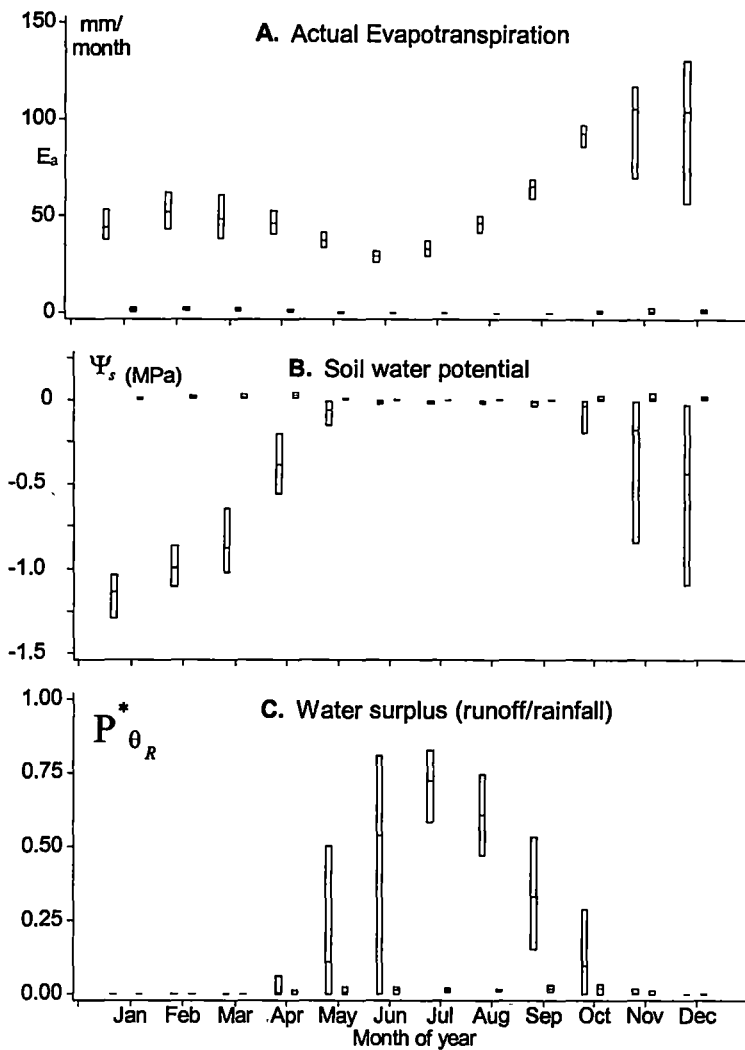 150
mm/
month
A. Actual Evapotranspiration
100
Ea
50
0
Ψs (MPa)
B. Soil water potential
0
-0.5
-1.0
-1.5
1.00
P*θR
C. Water surplus (runoff/rainfall)
0.75
0.50
0.25
0.00
Jan Feb Mar Apr May Jun Jul Aug Sep Oct Nov Dec
Month of year